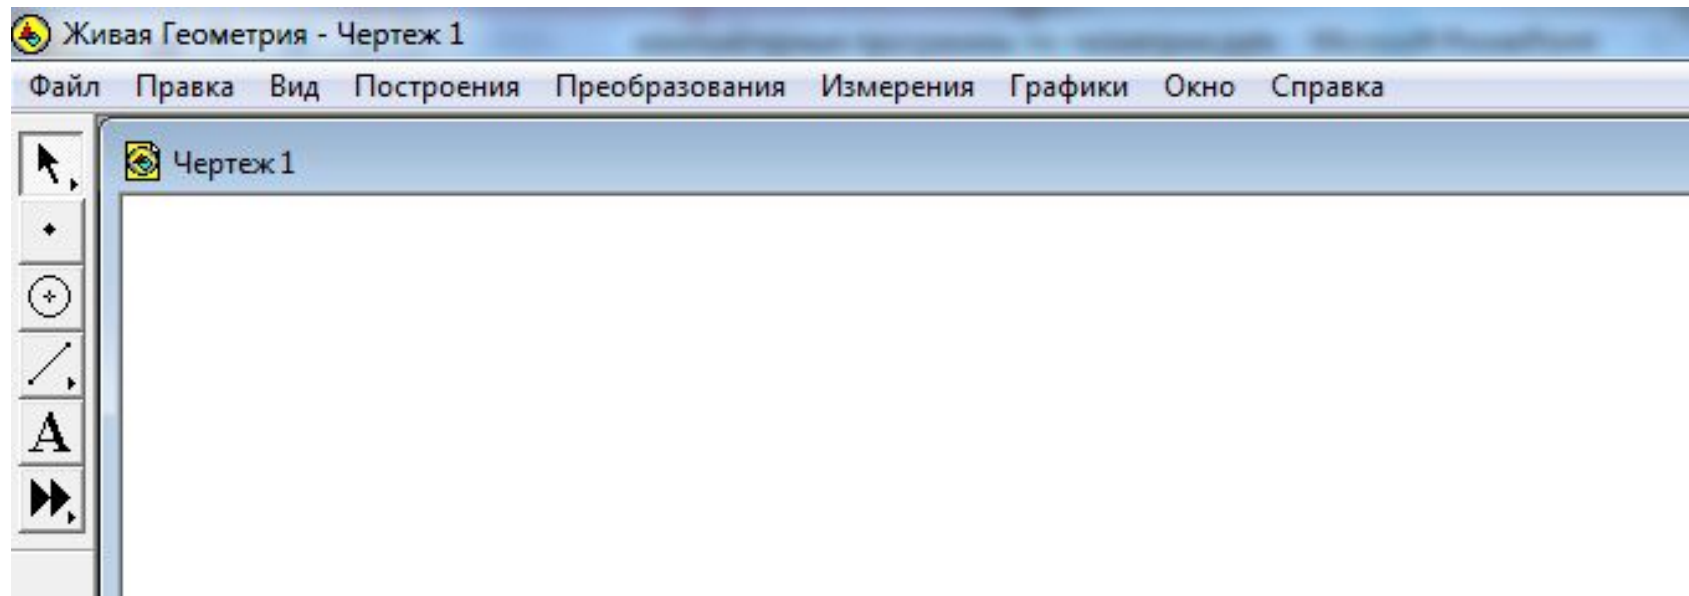 Живая Геометрия - Чертеж 1
Файл Правка Вид Построения Преобразования Измерения Графики Окно Справка
Чертеж 1
A